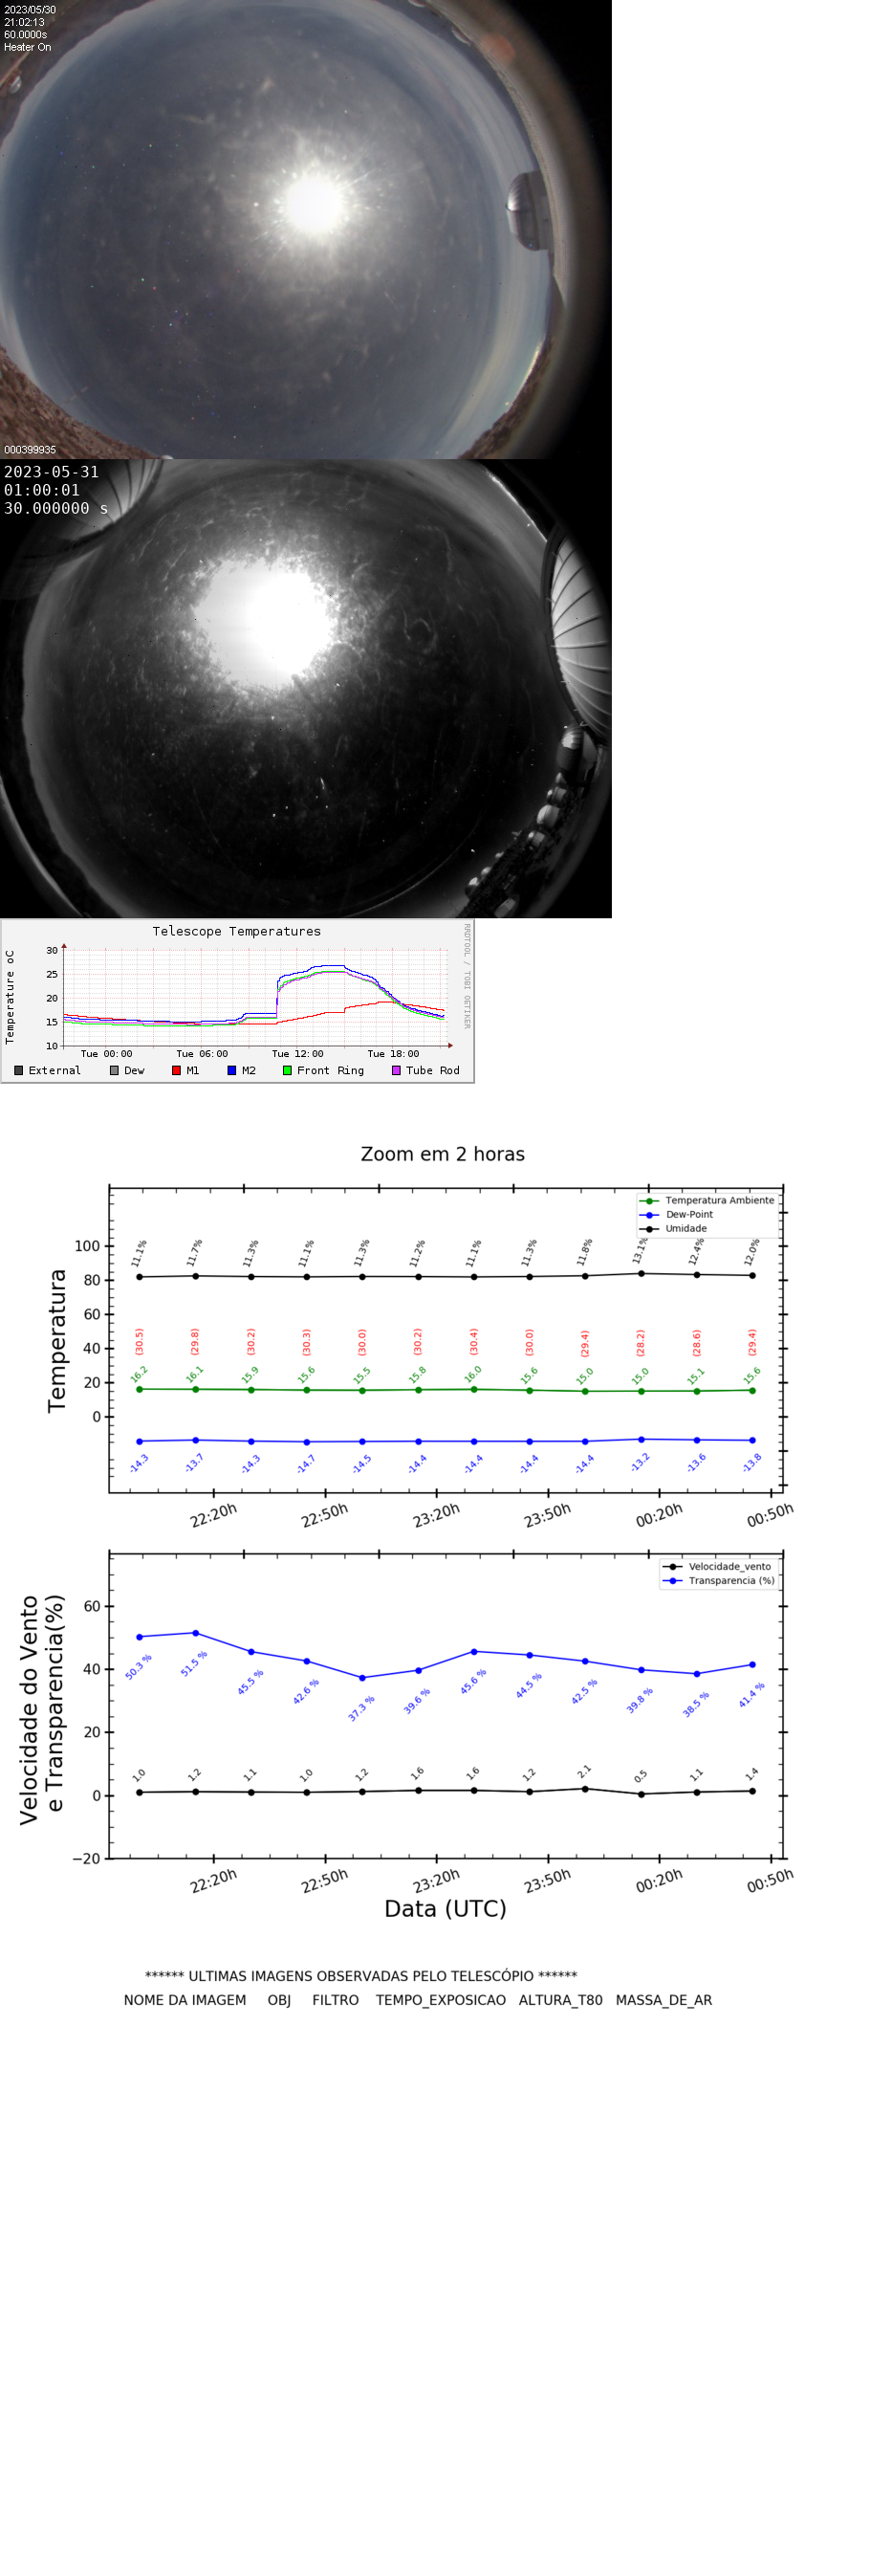 2023/05/30
21:02:13
60.0000s
Heater On
000399935
2023-05-31
01:00:01
30.000000 s
Telescope Temperatures
RRDTOOL / TOBI OETIKER
Temperature oC
30
25
20
15
10
Tue 00:00 Tue 06:00 Tue 12:00 Tue 18:00
External Dew M1 M2 Front Ring Tube Rod
Zoom em 2 horas
Temperatura Ambiente
Dew-Point
Umidade
Temperatura
100
80
60
40
20
0
11.1% 11.7% 11.3% 11.1% 11.3% 11.2% 11.1% 11.3% 11.8% 13.1% 12.4% 12.0%
(30.5) (29.8) (30.2) (30.3) (30.0) (30.2) (30.4) (30.0) (29.4) (28.2) (28.6) (29.4)
16.2 16.1 15.9 15.6 15.5 15.8 16.0 15.6 15.0 15.0 15.1 15.6
-14.3 -13.7 -14.3 -14.7 -14.5 -14.4 -14.4 -14.4 -14.4 -13.2 -13.6 -13.8
22:20h 22:50h 23:20h 23:50h 00:20h 00:50h
Velocidade_vento
Transparencia (%)
Velocidade do Vento
e Transparencia(%)
60
40
20
0
−20
50.3 % 51.5 % 45.5 % 42.6 % 37.3 % 39.6 % 45.6 % 44.5 % 42.5 % 39.8 % 38.5 % 41.4 %
1.0 1.2 1.1 1.0 1.2 1.6 1.6 1.2 2.1 0.5 1.1 1.4
22:20h 22:50h 23:20h 23:50h 00:20h 00:50h
Data (UTC)
****** ULTIMAS IMAGENS OBSERVADAS PELO TELESCÓPIO ******
NOME DA IMAGEM OBJ FILTRO TEMPO_EXPOSICAO ALTURA_T80 MASSA_DE_AR